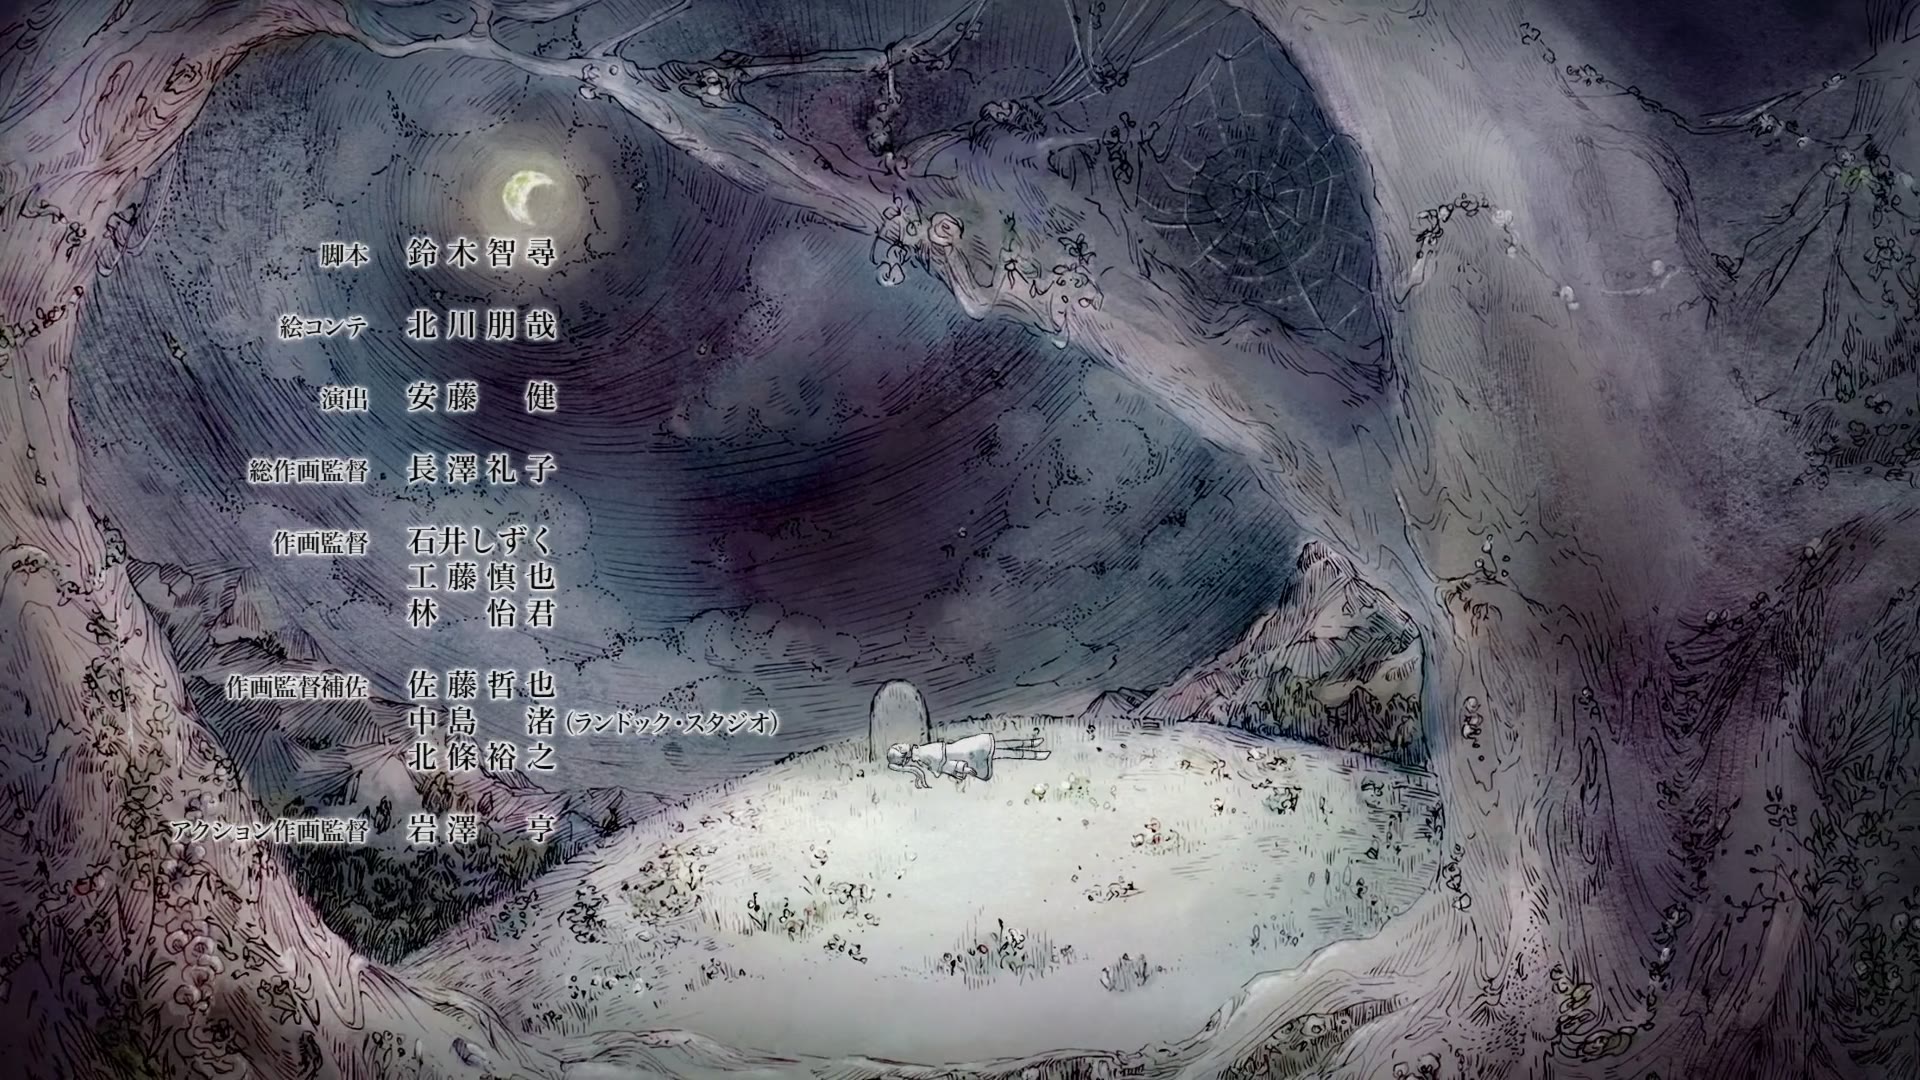 脚本 鈴木智尋
絵コンテ 北川朋哉
演出 安藤 健
総作画監督 長澤礼子
作画監督 石井しずく
工藤慎也
林 怡君
作画監督補佐 佐藤哲也
中島 渚(ランドック・スタジオ)
北條裕之
アクション作画監督 岩澤 亨